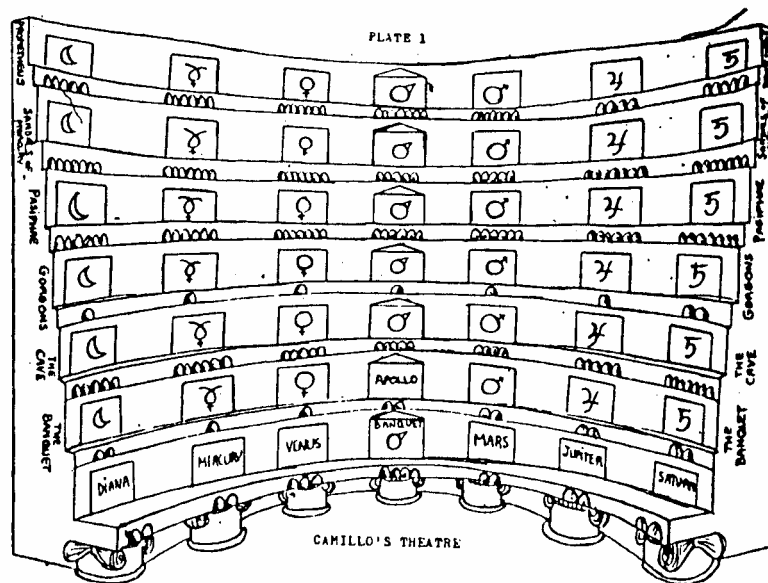 PLATE 1
PROMETHEUS
SANDALS OF
PASIPHAE
PASIPHAE
GORGONS
GORGONS
THE CAVE
THE CAVE
THE BANQUET
THE BANQUET
APOLLO
DIANA
MERCURY
VENUS
BANQUET
MARS
JUPITER
SATURN
CAMILLO'S THEATRE